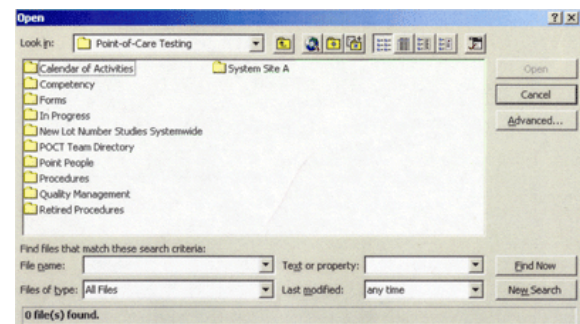 Open
Look in: Point-of-Care Testing
Calendar of Activities System Site A Open
Competency
Forms Cancel
In Progress
New Lot Number Studies Systemwide Advanced...
POCT Team Directory
Point People
Procedures
Quality Management
Retired Procedures
Find files that match these search criteria:
File name: Text or property: Find Now
Files of type: All Files Last modified: any time New Search
0 file(s) found.